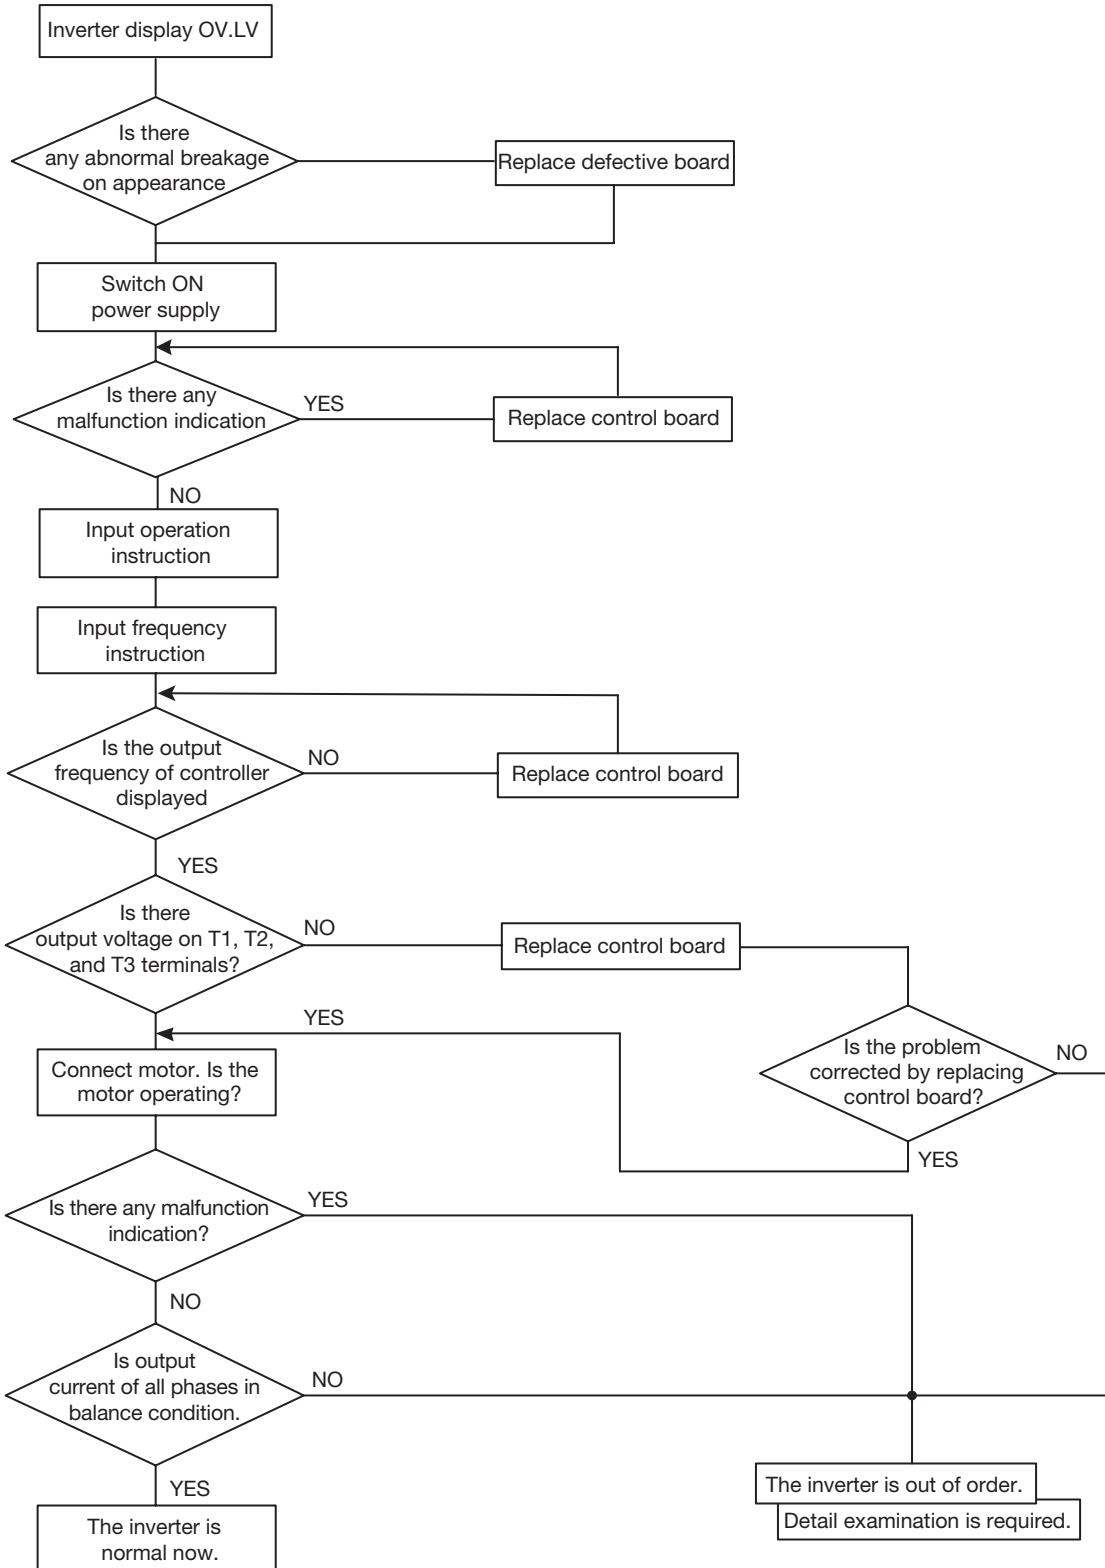 Inverter display OV.LV
Is there
any abnormal breakage
on appearance
Replace defective board
Switch ON
power supply
Is there any
malfunction indication
YES
Replace control board
NO
Input operation
instruction
Input frequency
instruction
Is the output
frequency of controller
displayed
NO
Replace control board
YES
Is there
output voltage on T1, T2,
and T3 terminals?
NO
Replace control board
YES
Is the problem
corrected by replacing
control board?
NO
YES
Connect motor. Is the
motor operating?
Is there any malfunction
indication?
YES
NO
Is output
current of all phases in
balance condition.
NO
YES
The inverter is out of order.
Detail examination is required.
The inverter is
normal now.